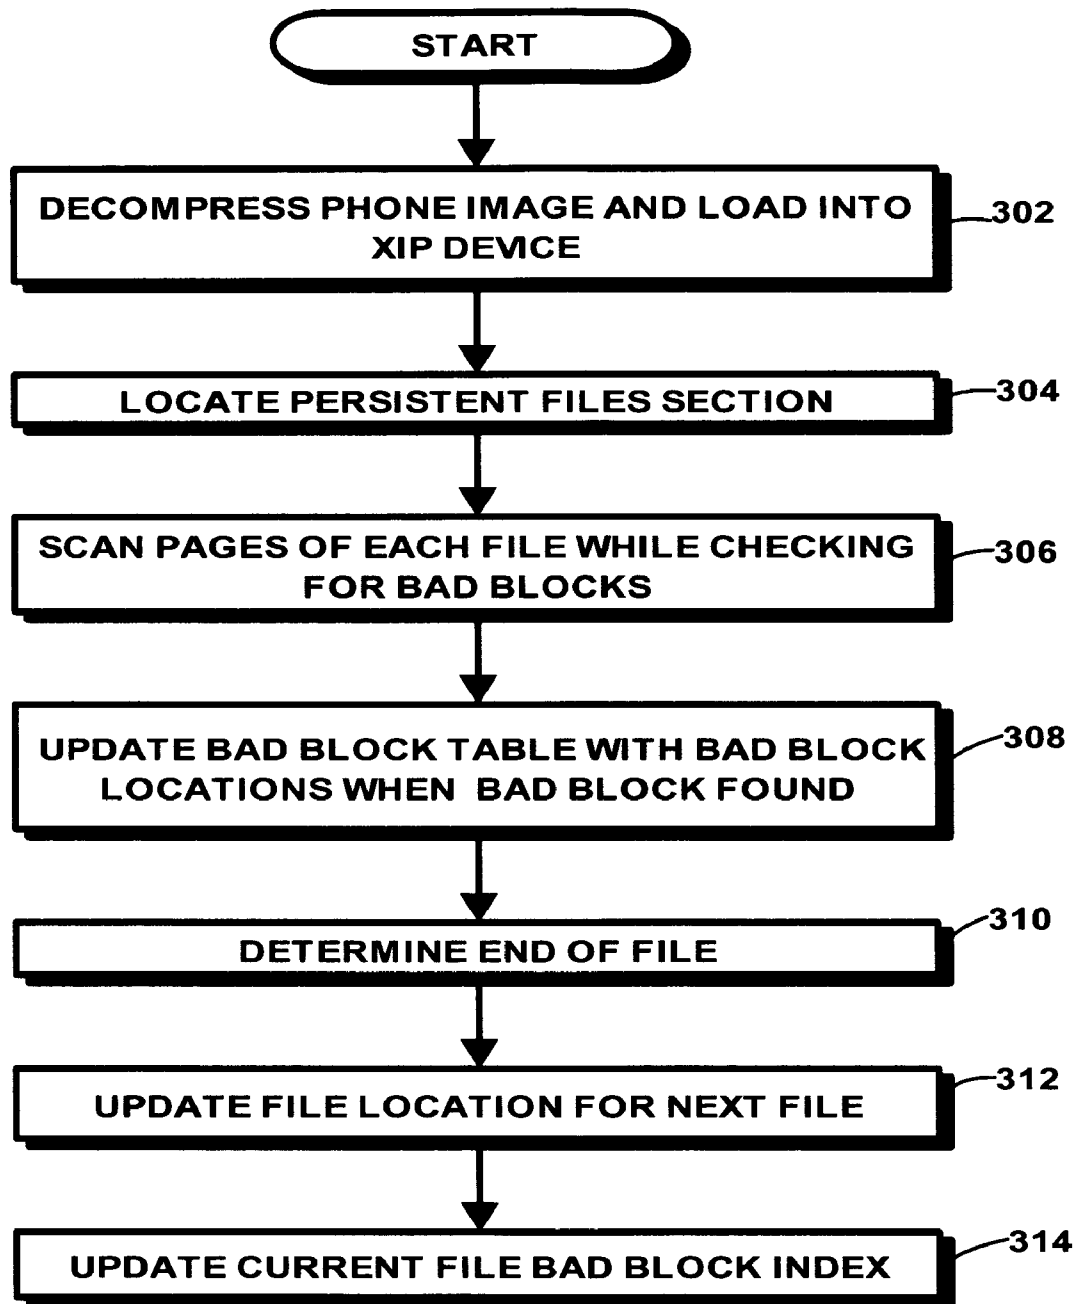 START
DECOMPRESS PHONE IMAGE AND LOAD INTO
XIP DEVICE
302
LOCATE PERSISTENT FILES SECTION
304
SCAN PAGES OF EACH FILE WHILE CHECKING
FOR BAD BLOCKS
306
UPDATE BAD BLOCK TABLE WITH BAD BLOCK
LOCATIONS WHEN BAD BLOCK FOUND
308
DETERMINE END OF FILE
310
UPDATE FILE LOCATION FOR NEXT FILE
312
UPDATE CURRENT FILE BAD BLOCK INDEX
314